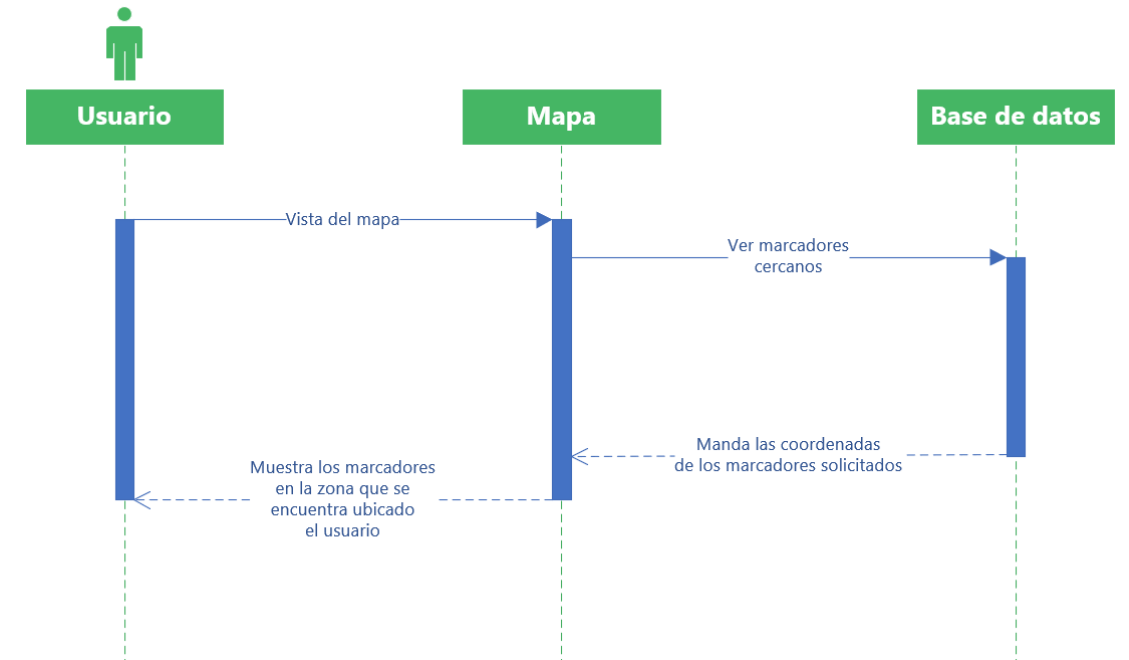 Usuario
Mapa
Base de datos
Vista del mapa
Ver marcadores
cercanos
Manda las coordenadas
de los marcadores solicitados
Muestra los marcadores
en la zona que se
encuentra ubicado
el usuario